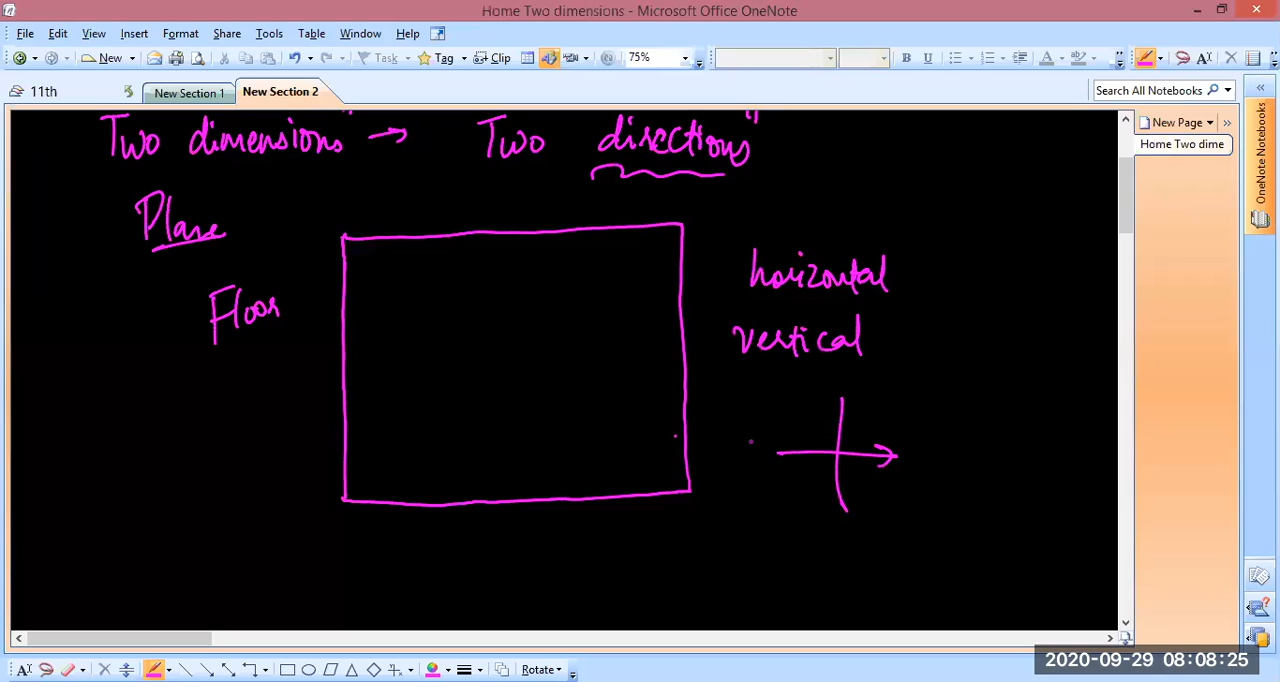 Home Two dimensions - Microsoft Office OneNote
File Edit View Insert Format Share Tools Table Window Help
New Task Tag Clip 75% B U A ab A
11th New Section 1 New Section 2 Search All Notebooks
Two dimensions" → Two directions"
Plane
Floor
horizontal
vertical
New Page
Home Two dime
OneNote Notebooks
A Rotate
2020-09-29 08:08:25